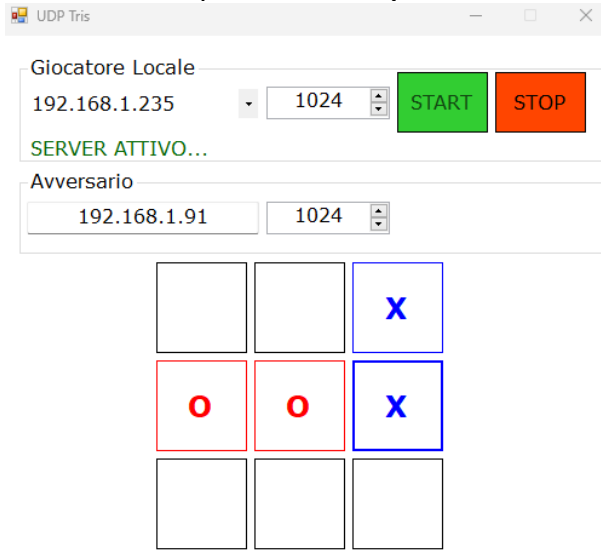 UDP Tris
Giocatore Locale
192.168.1.235 1024 START STOP
SERVER ATTIVO...
Avversario
192.168.1.91 1024
X
O O X